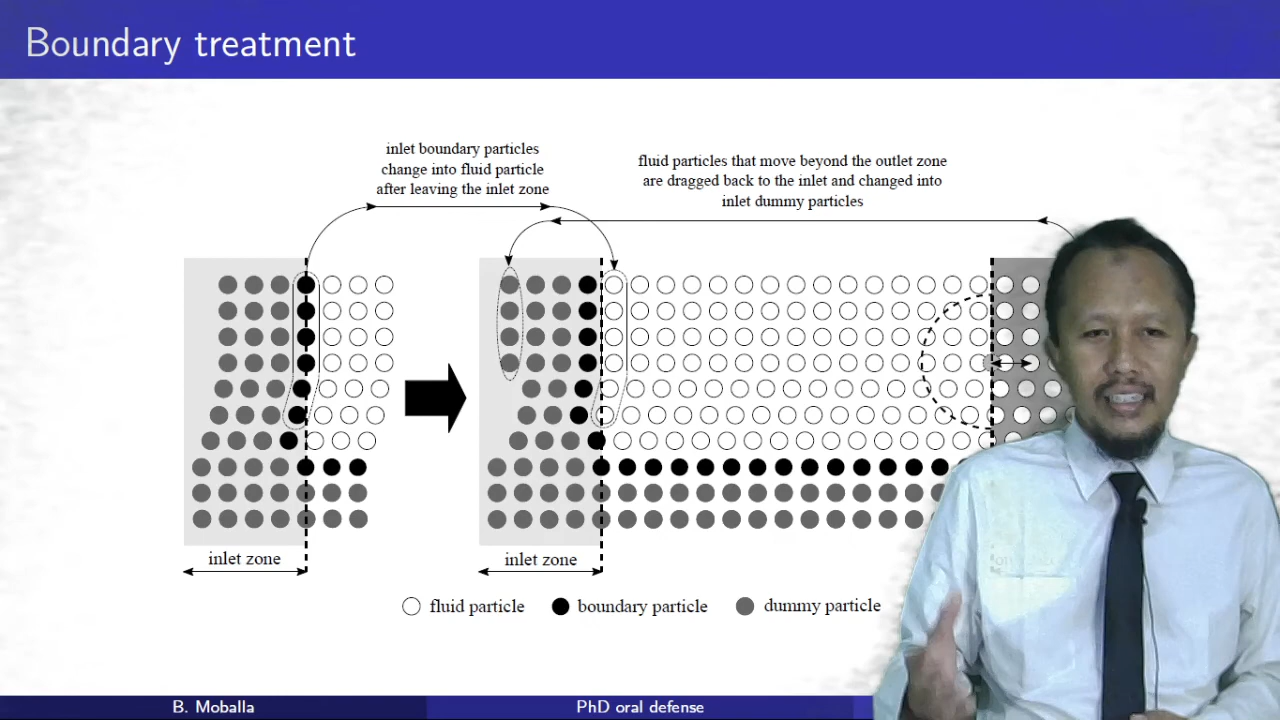 Boundary treatment
inlet boundary particles
change into fluid particle
after leaving the inlet zone
fluid particles that move beyond the outlet zone
are dragged back to the inlet and changed into
inlet dummy particles
inlet zone
inlet zone
fluid particle
boundary particle
dummy particle
B. Moballa
PhD oral defense